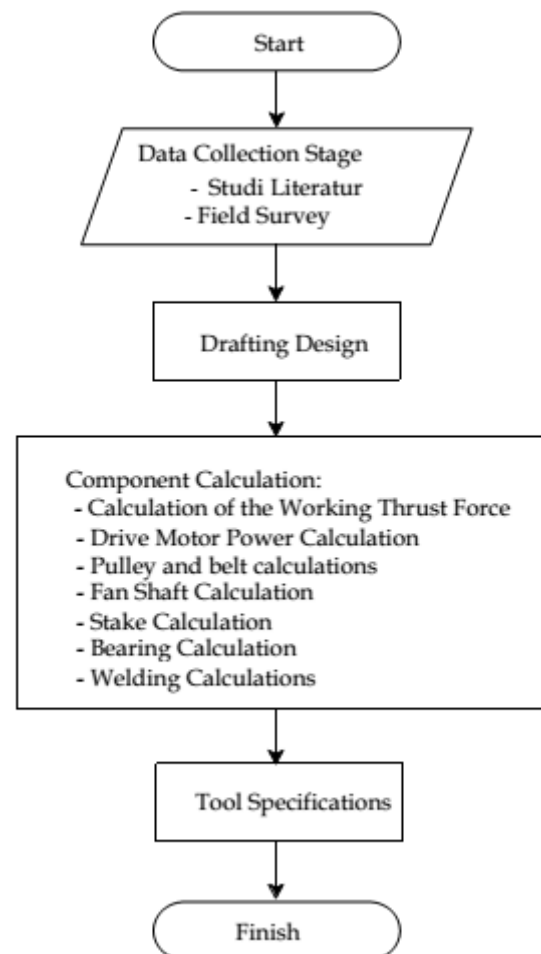 Start
Data Collection Stage
- Studi Literatur
- Field Survey
Drafting Design
Component Calculation:
- Calculation of the Working Thrust Force
- Drive Motor Power Calculation
- Pulley and belt calculations
- Fan Shaft Calculation
- Stake Calculation
- Bearing Calculation
- Welding Calculations
Tool Specifications
Finish